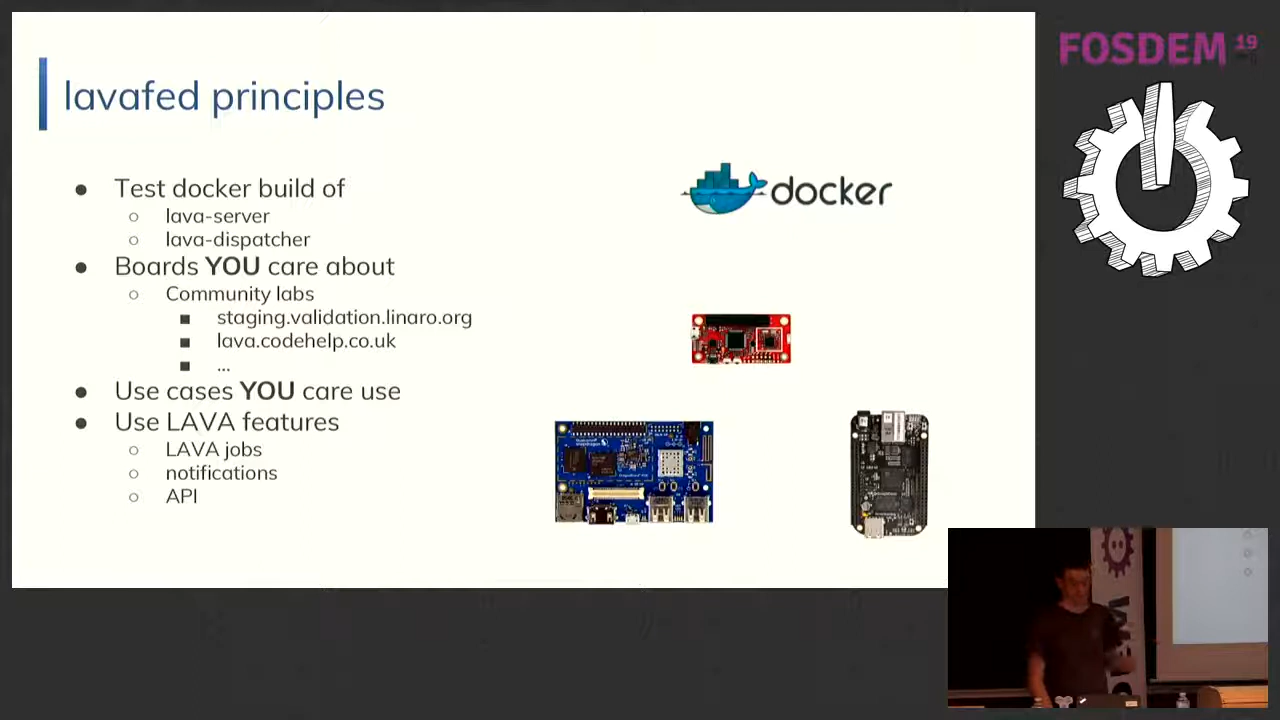 lavafed principles
● Test docker build of
○ lava-server
○ lava-dispatcher
● Boards YOU care about
○ Community labs
■ staging.validation.linaro.org
■ lava.codehelp.co.uk
■ ...
● Use cases YOU care use
● Use LAVA features
○ LAVA jobs
○ notifications
○ API
docker
FOSDEM 19